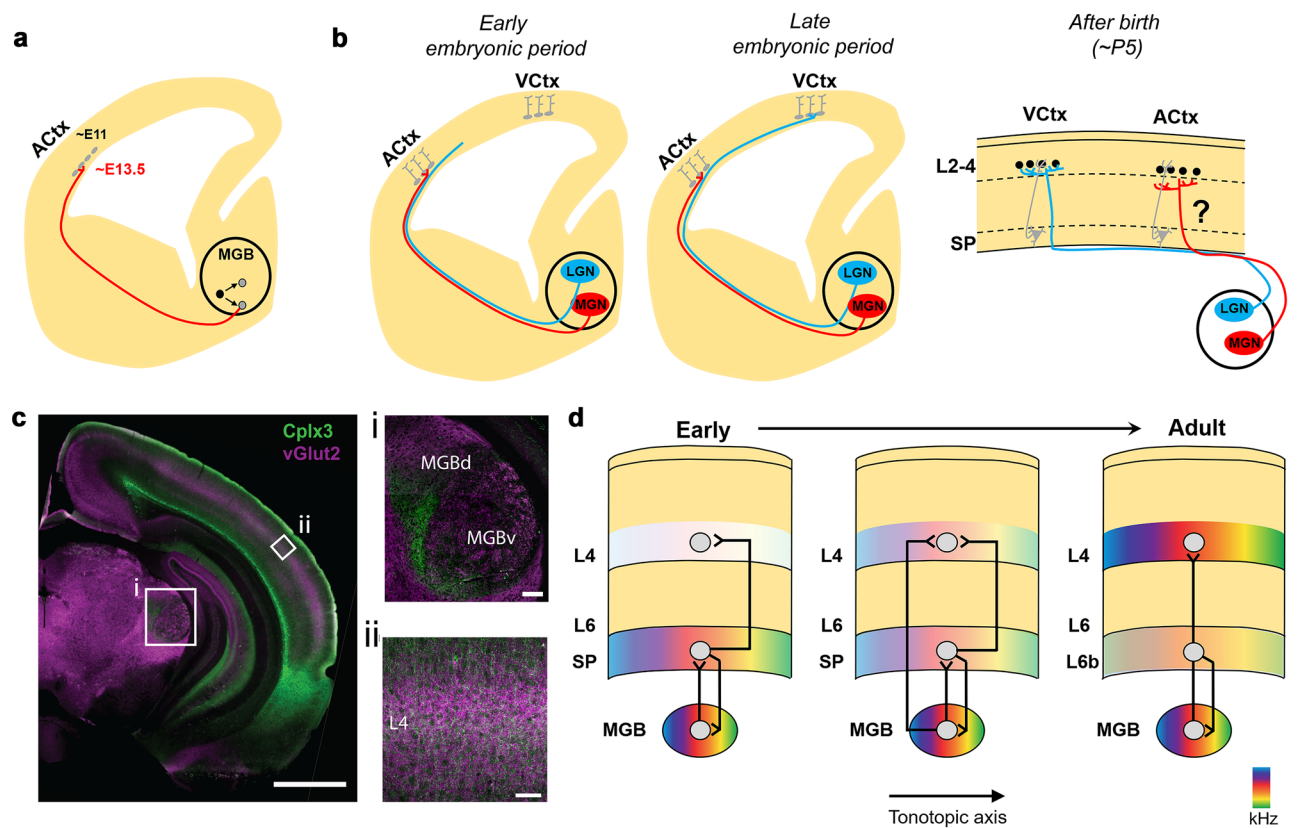 a
ACtx
~E11
~E13.5
MGB
b
Early
embryonic period
VCtx
ACtx
LGN
MGN
Late
embryonic period
VCtx
ACtx
LGN
MGN
After birth
(~P5)
VCtx
ACtx
L2-4
?
SP
LGN
MGN
c
Cplx3
vGlut2
ii
i
i
MGBd
MGBv
ii
L4
d
Early
Adult
L4
L6
SP
MGB
L4
L6
SP
MGB
L4
L6
L6b
MGB
Tonotopic axis
kHz